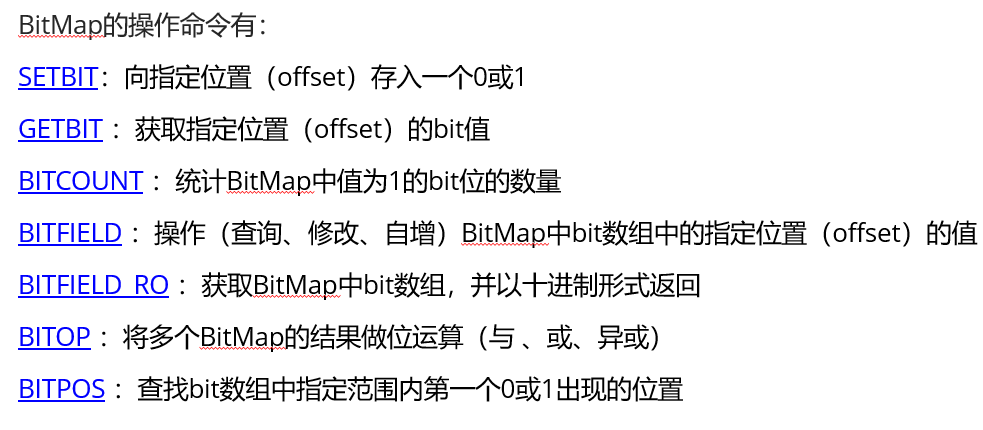 BitMap的操作命令有：
SETBIT：向指定位置（offset）存入一个0或1
GETBIT ：获取指定位置（offset）的bit值
BITCOUNT ：统计BitMap中值为1的bit位的数量
BITFIELD ：操作（查询、修改、自增）BitMap中bit数组中的指定位置（offset）的值
BITFIELD_RO ：获取BitMap中bit数组，并以十进制形式返回
BITOP ：将多个BitMap的结果做位运算（与 、或、异或）
BITPOS ：查找bit数组中指定范围内第一个0或1出现的位置